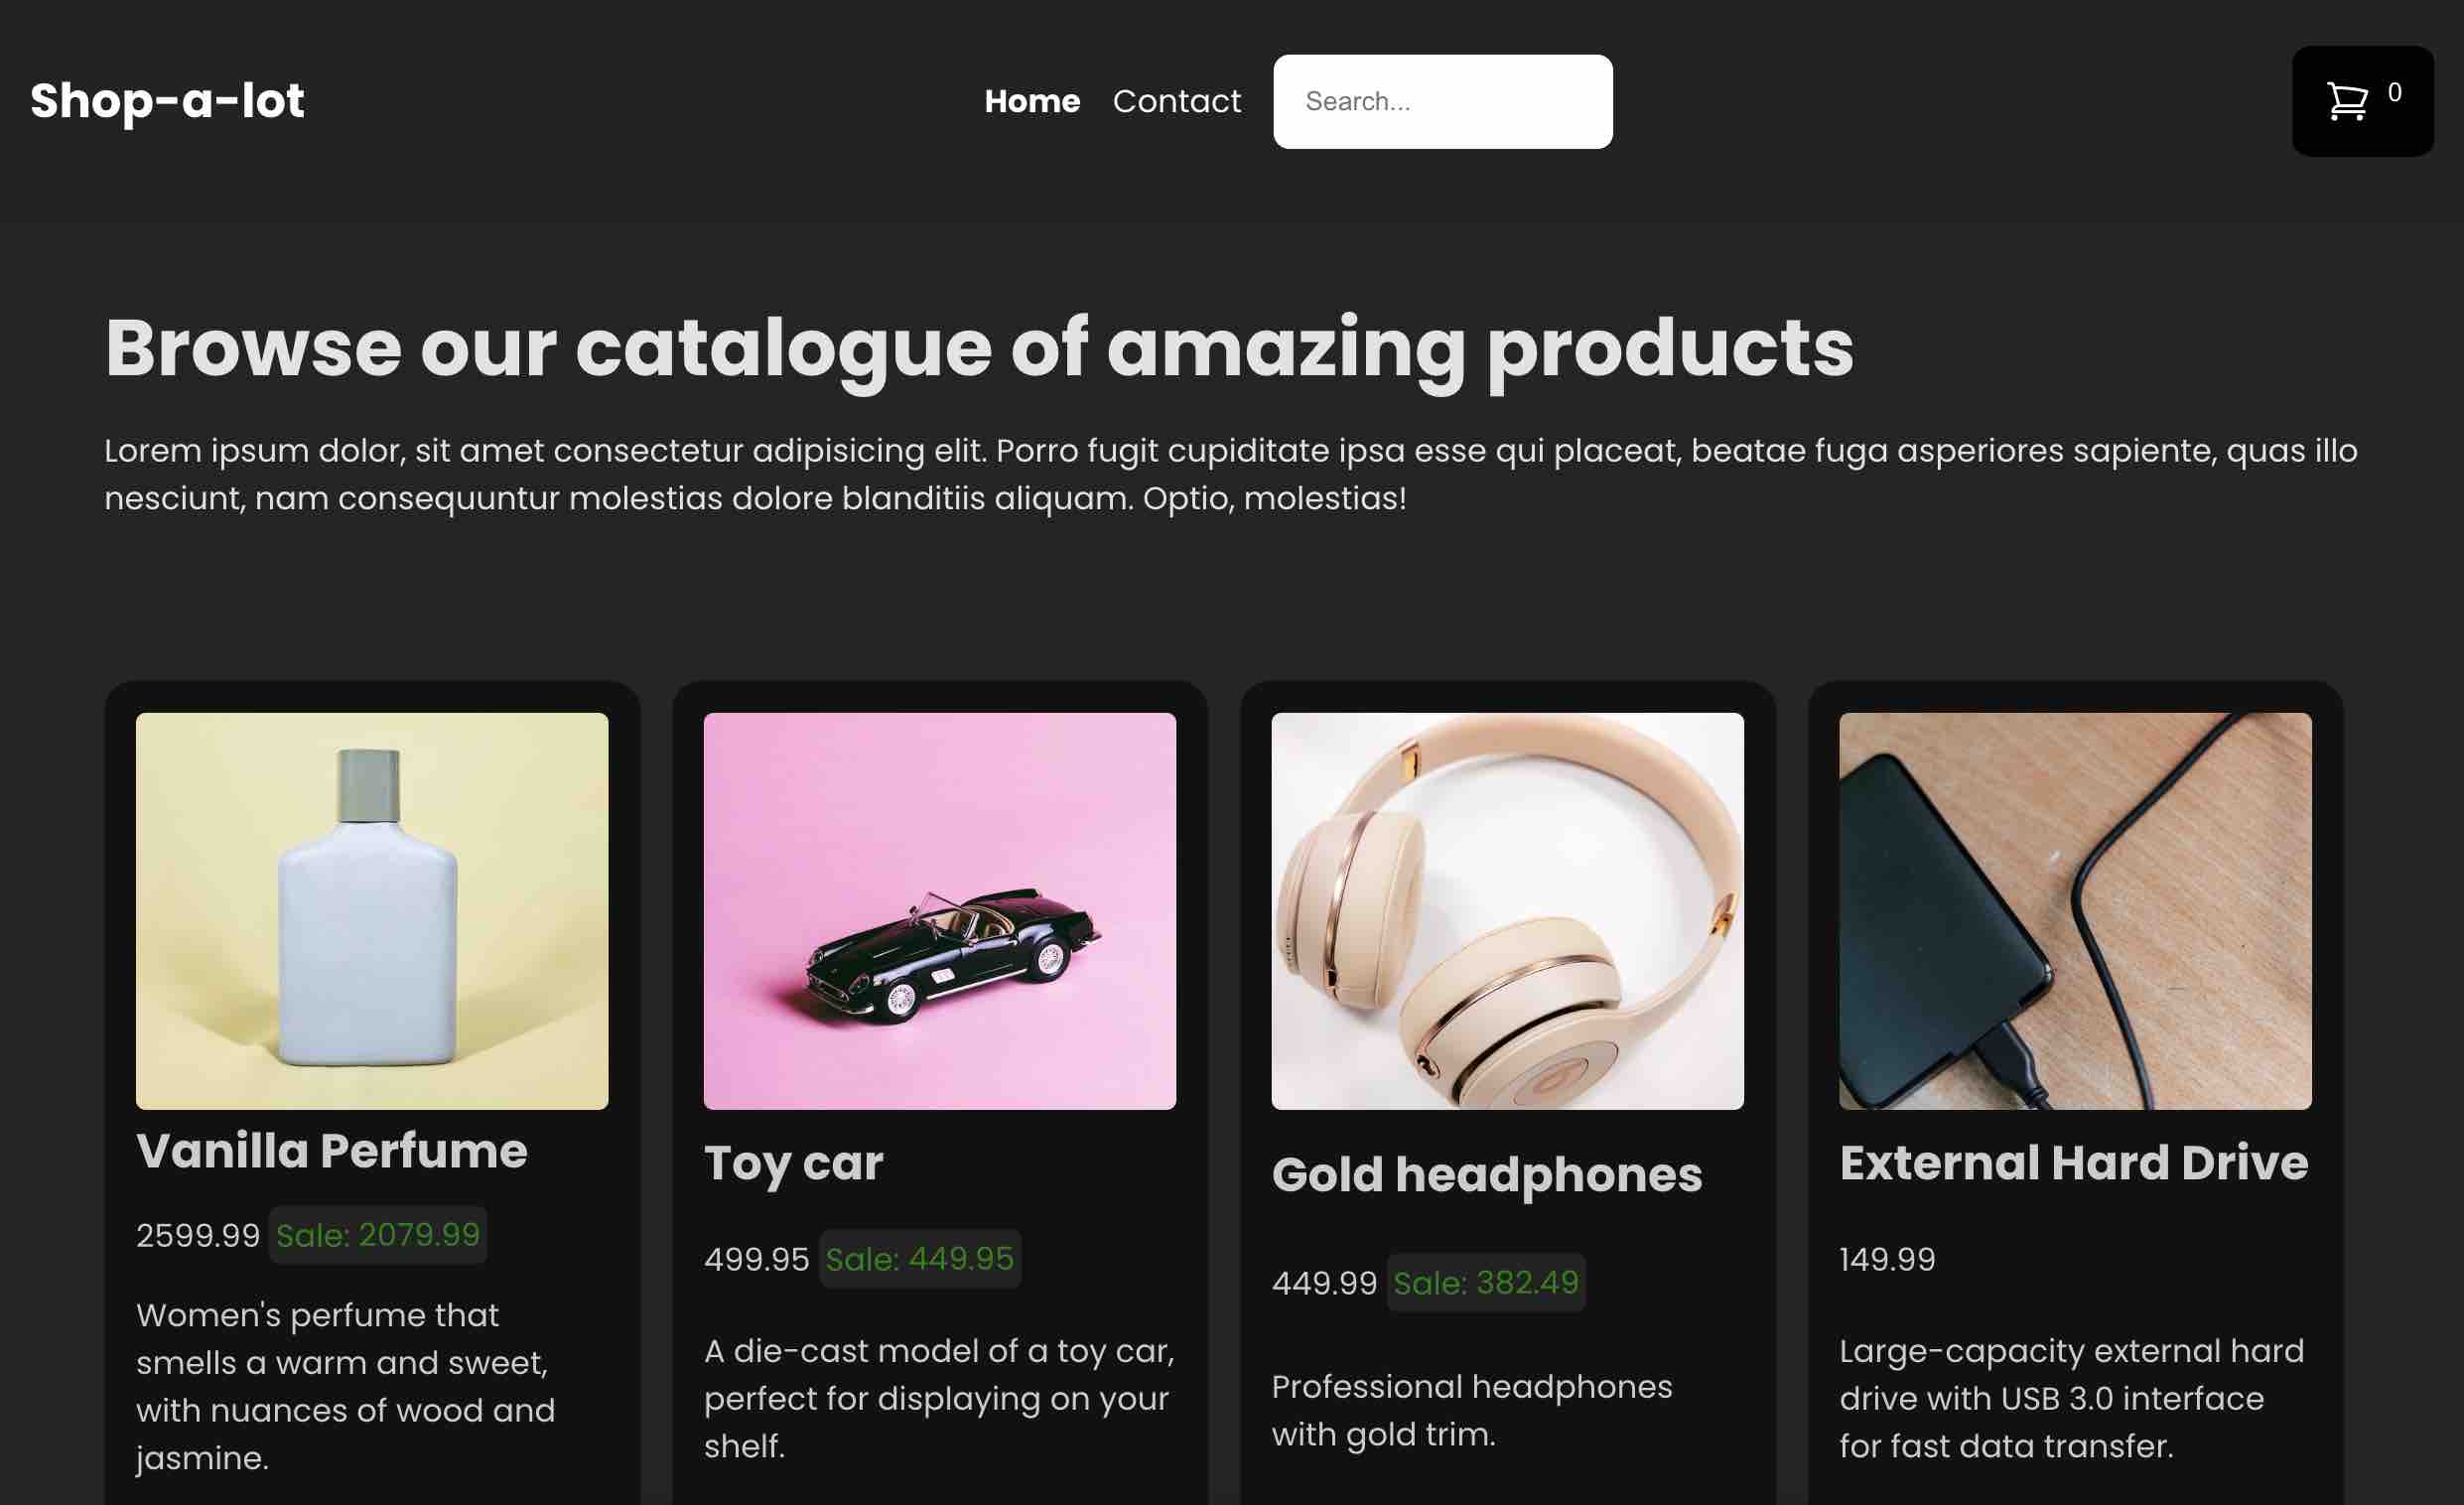 Shop-a-lot
Home Contact Search... 0
Browse our catalogue of amazing products
Lorem ipsum dolor, sit amet consectetur adipisicing elit. Porro fugit cupiditate ipsa esse qui placeat, beatae fuga asperiores sapiente, quas illo
nesciunt, nam consequuntur molestias dolore blanditiis aliquam. Optio, molestias!
Vanilla Perfume
2599.99 Sale: 2079.99
Women's perfume that
smells a warm and sweet,
with nuances of wood and
jasmine.
Toy car
499.95 Sale: 449.95
A die-cast model of a toy car,
perfect for displaying on your
shelf.
Gold headphones
449.99 Sale: 382.49
Professional headphones
with gold trim.
External Hard Drive
149.99
Large-capacity external hard
drive with USB 3.0 interface
for fast data transfer.